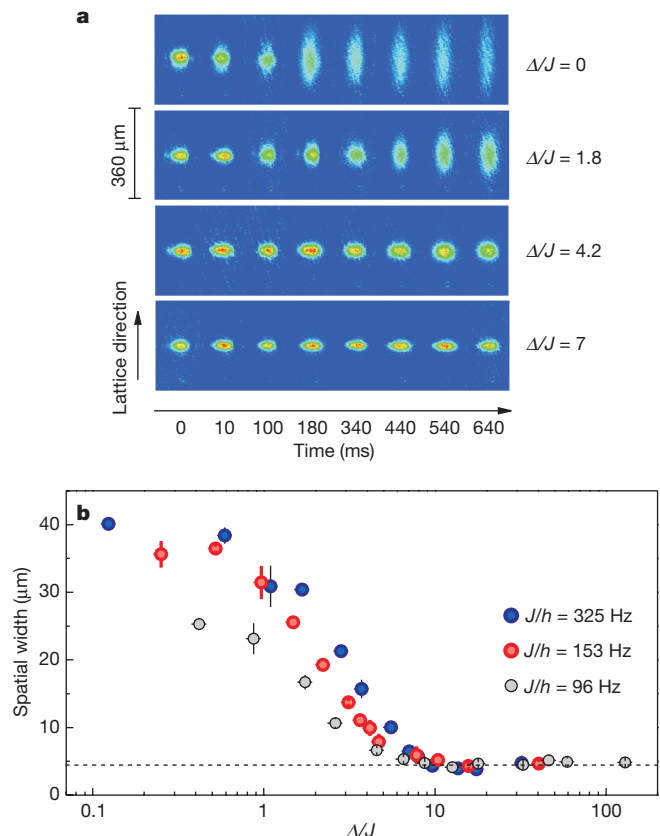 a
Δ/J = 0
360 μm
Δ/J = 1.8
Δ/J = 4.2
Lattice direction
Δ/J = 7
0 10 100 180 340 440 540 640
Time (ms)
b
Spatial width (μm)
40
30
20
10
0
J/h = 325 Hz
J/h = 153 Hz
J/h = 96 Hz
0.1 1 10 100
Δ/J